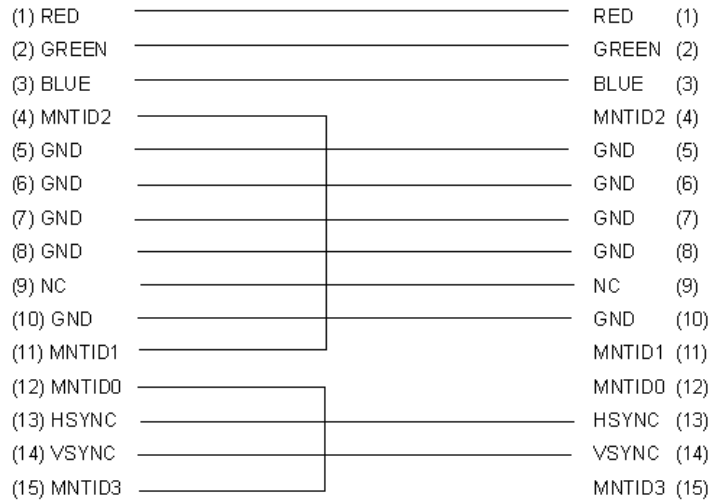 (1) RED RED (1)
(2) GREEN GREEN (2)
(3) BLUE BLUE (3)
(4) MNTID2 MNTID2 (4)
(5) GND GND (5)
(6) GND GND (6)
(7) GND GND (7)
(8) GND GND (8)
(9) NC NC (9)
(10) GND GND (10)
(11) MNTID1 MNTID1 (11)
(12) MNTID0 MNTID0 (12)
(13) HSYNC HSYNC (13)
(14) VSYNC VSYNC (14)
(15) MNTID3 MNTID3 (15)